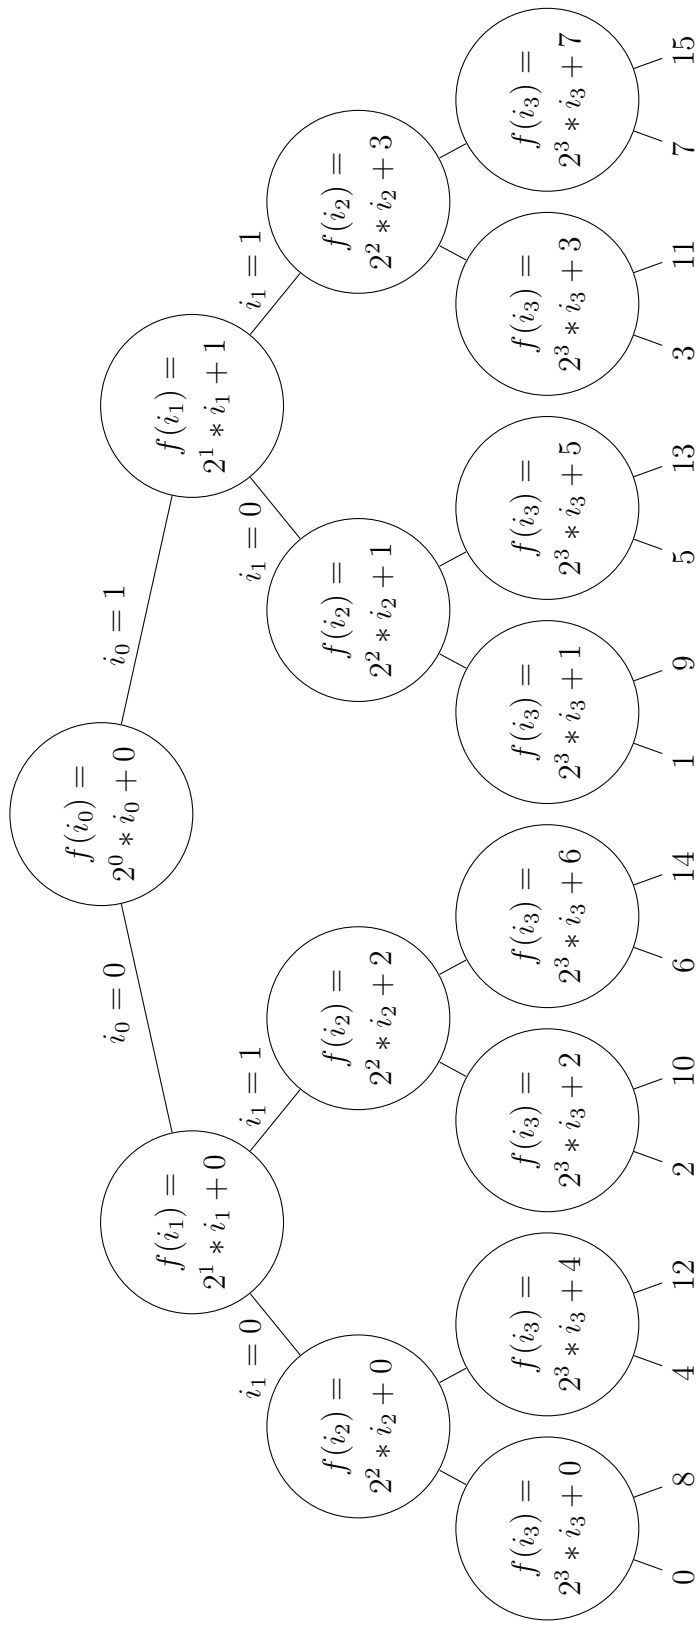 $f(i_0) =$
$2^0 * i_0 + 0$
$i_0 = 0$
$i_0 = 1$
$f(i_1) =$
$2^1 * i_1 + 0$
$f(i_1) =$
$2^1 * i_1 + 1$
$i_1 = 0$
$i_1 = 1$
$i_1 = 0$
$i_1 = 1$
$f(i_2) =$
$2^2 * i_2 + 0$
$f(i_2) =$
$2^2 * i_2 + 2$
$f(i_2) =$
$2^2 * i_2 + 1$
$f(i_2) =$
$2^2 * i_2 + 3$
$f(i_3) =$
$2^3 * i_3 + 0$
$f(i_3) =$
$2^3 * i_3 + 4$
$f(i_3) =$
$2^3 * i_3 + 2$
$f(i_3) =$
$2^3 * i_3 + 6$
$f(i_3) =$
$2^3 * i_3 + 1$
$f(i_3) =$
$2^3 * i_3 + 5$
$f(i_3) =$
$2^3 * i_3 + 3$
$f(i_3) =$
$2^3 * i_3 + 7$
0 8 4 12 2 10 6 14 1 9 5 13 3 11 7 15